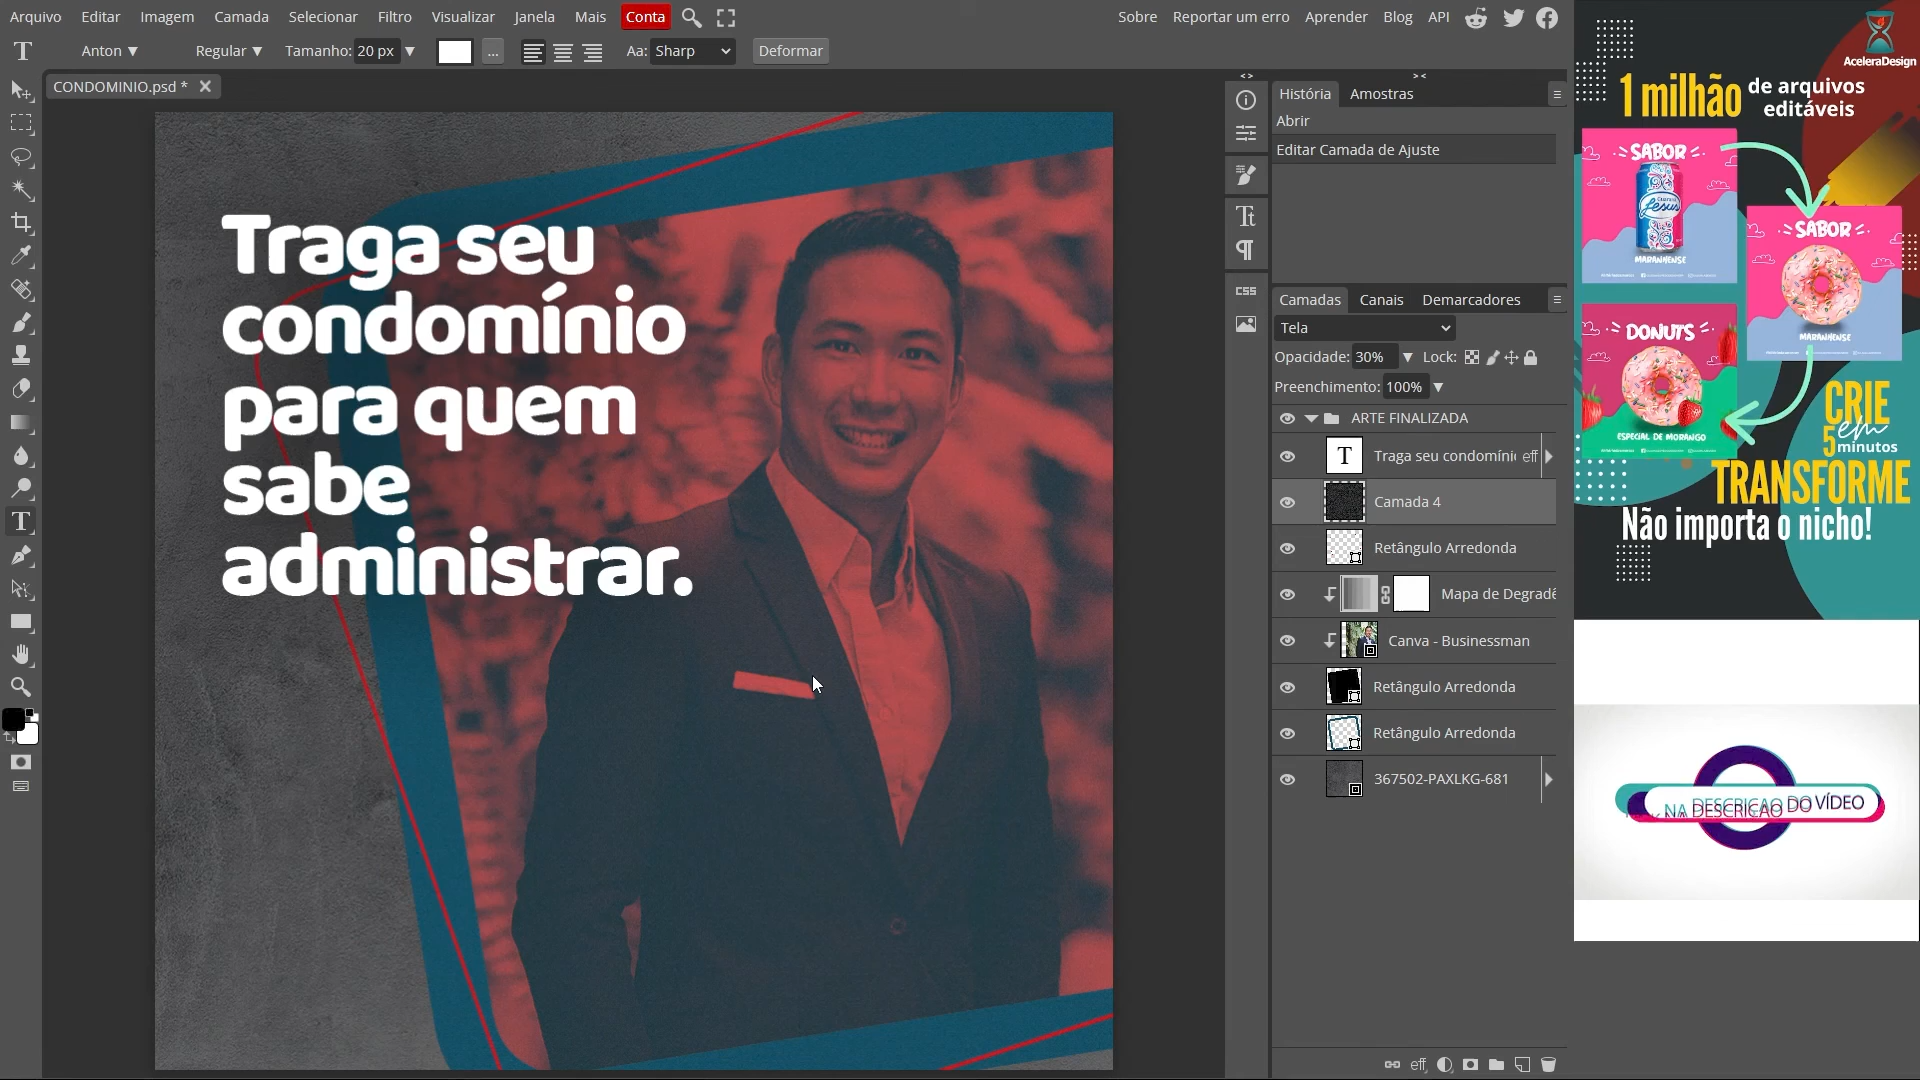 Arquivo Editar Imagem Camada Selecionar Filtro Visualizar Janela Mais Conta
Sobre Reportar um erro Aprender Blog API
T Anton Regular Tamanho: 20 px ... Aa: Sharp Deformar
CONDOMINIO.psd *
Traga seu
condomínio
para quem
sabe
administrar.
História Amostras
Abrir
Editar Camada de Ajuste
CSS
Camadas Canais Demarcadores
Tela
Opacidade: 30% Lock:
Preenchimento: 100%
ARTE FINALIZADA
T Traga seu condomíni eff
Camada 4
Retângulo Arredonda
Mapa de Degradê
Canva - Businessman
Retângulo Arredonda
Retângulo Arredonda
367502-PAXLKG-681
eff
AceleraDesign
1 milhão de arquivos
editáveis
SABOR
Jesus
MARANHENSE
SABOR
MARANHENSE
DONUTS
ESPECIAL DE MORANGO
CRIE
em
5 minutos
TRANSFORME
Não importa o nicho!
NA DESCRIÇÃO DO VÍDEO